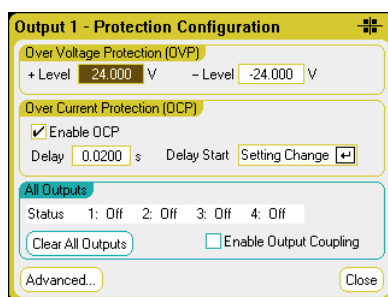 Output 1 - Protection Configuration
Over Voltage Protection (OVP)
+ Level 24.000 V - Level -24.000 V
Over Current Protection (OCP)
Enable OCP
Delay 0.0200 s Delay Start Setting Change
All Outputs
Status 1: Off 2: Off 3: Off 4: Off
Clear All Outputs Enable Output Coupling
Advanced... Close